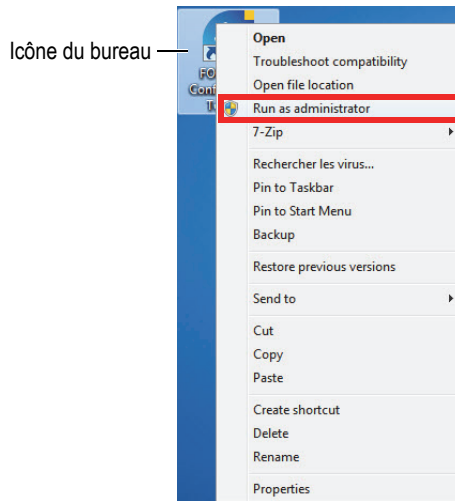 Icône du bureau
Open
Troubleshoot compatibility
Open file location
Run as administrator
7-Zip
Rechercher les virus...
Pin to Taskbar
Pin to Start Menu
Backup
Restore previous versions
Send to
Cut
Copy
Paste
Create shortcut
Delete
Rename
Properties